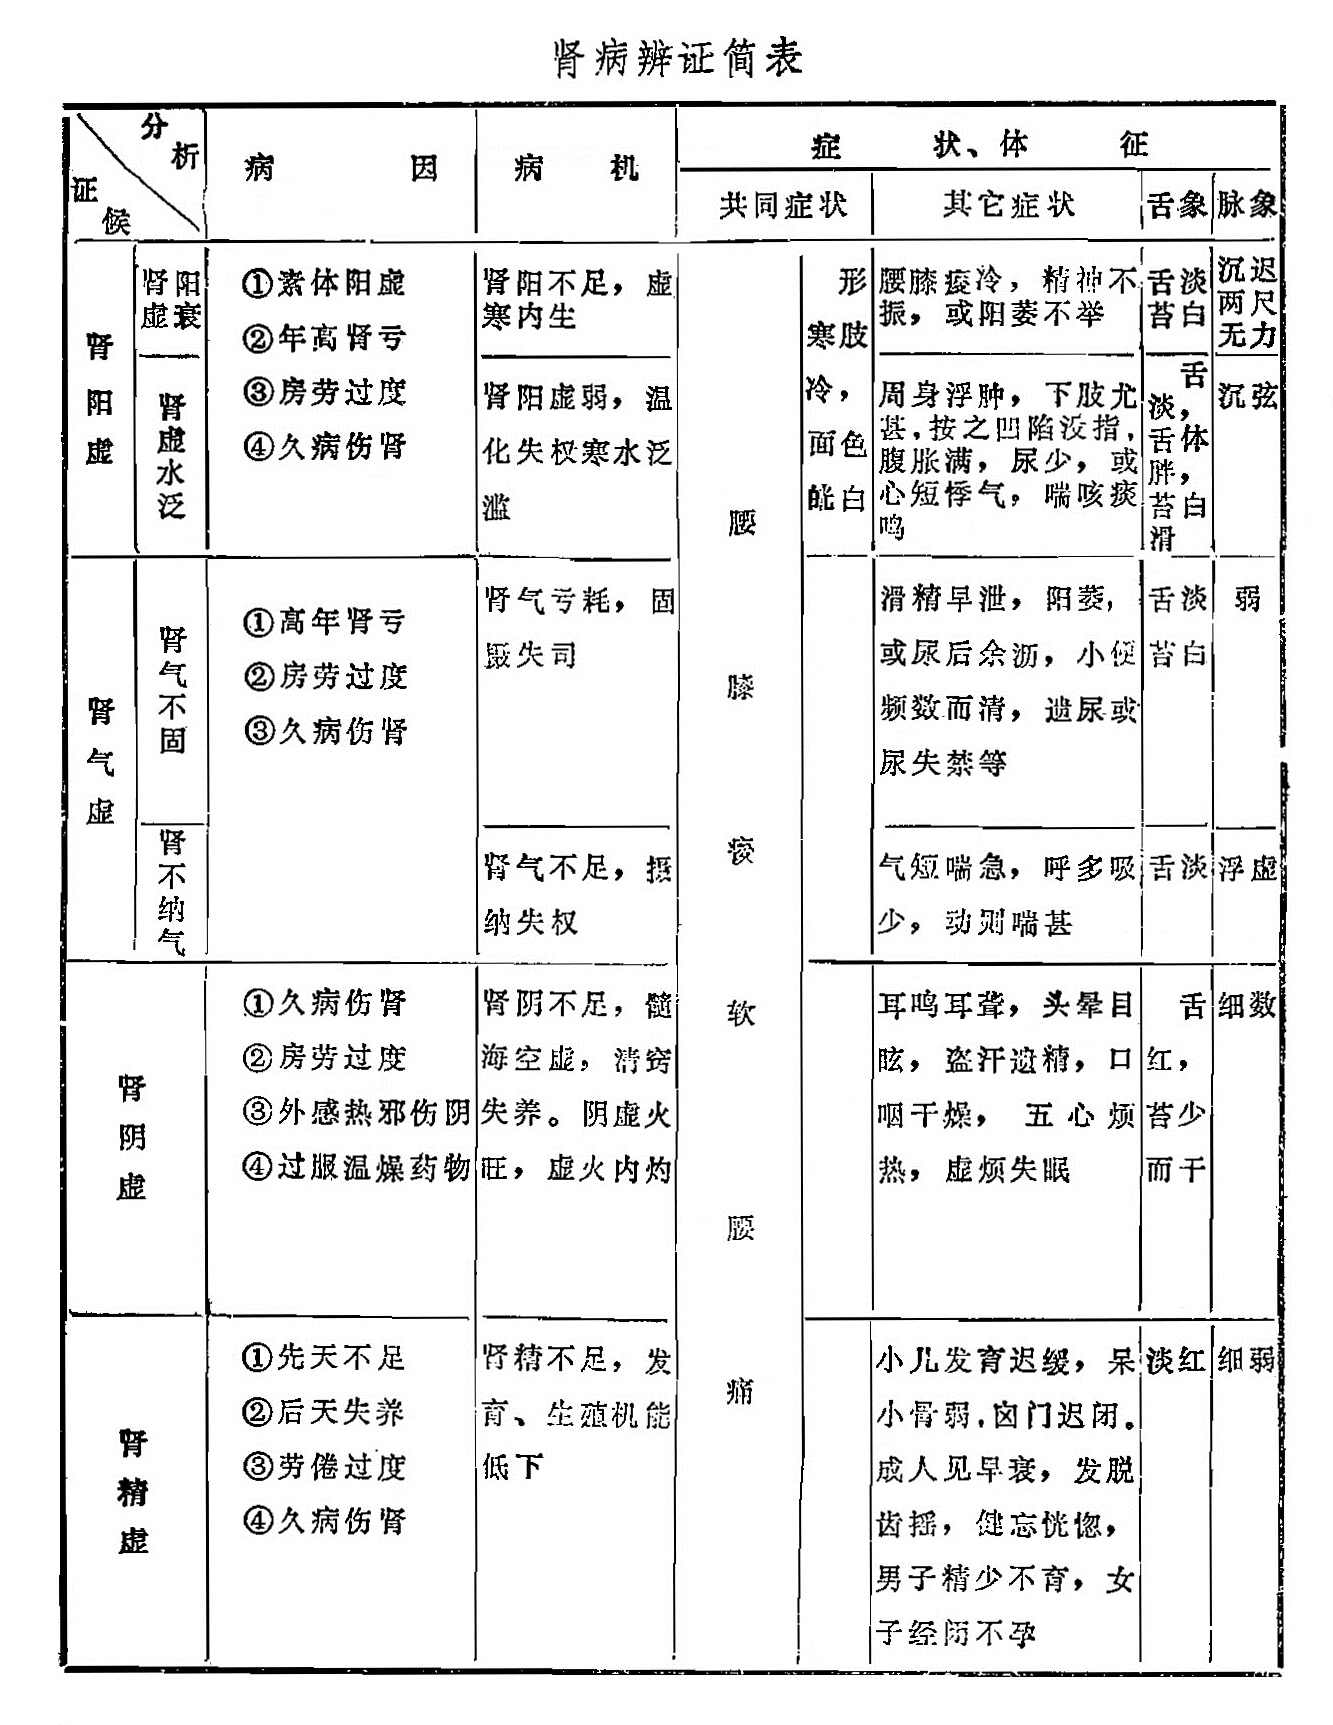 肾病辨证简表
分析
证候
病因
病机
症状、体征
共同症状
其它症状
舌象
脉象
肾阳虚
肾阳
虚衰
①素体阳虚
②年高肾亏
③房劳过度
④久病伤肾
肾阳不足，虚
寒内生
腰膝痠软腰痛
形
寒肢
冷，
面色
㿠白
腰膝痠冷，精神不
振，或阳萎不举
舌淡
苔白
沉迟
两尺
无力
肾虚水泛
肾阳虚弱，温
化失权寒水泛
滥
周身浮肿，下肢尤
甚，按之凹陷没指，
腹胀满，尿少，或
心短悸气，喘咳痰
鸣
舌
淡，
舌体
胖，
苔白
滑
沉弦
肾气虚
肾气不固
①高年肾亏
②房劳过度
③久病伤肾
肾气亏耗，固
跟失司
滑精早泄，阳萎，
或尿后余沥，小便
频数而清，遗尿或
尿失禁等
舌淡
苔白
弱
肾不纳气
肾气不足，摄
纳失权
气短喘急，呼多吸
少，动则喘甚
舌淡
浮虚
肾阴虚
①久病伤肾
②房劳过度
③外感热邪伤阴
④过服温燥药物
肾阴不足，髓
海空虚，清窍
失养。阴虚火
旺，虚火内灼
耳鸣耳聋，头晕目
眩，盗汗遗精，口
咽干燥，五心烦
热，虚烦失眠
舌
红，
苔少
而干
细数
肾精虚
①先天不足
②后天失养
③劳倦过度
④久病伤肾
肾精不足，发
育、生殖机能
低下
小儿发育迟缓，呆
小骨弱，囟门迟闭。
成人见早衰，发脱
齿摇，健忘恍惚，
男子精少不育，女
子经闭不孕
淡红
细弱